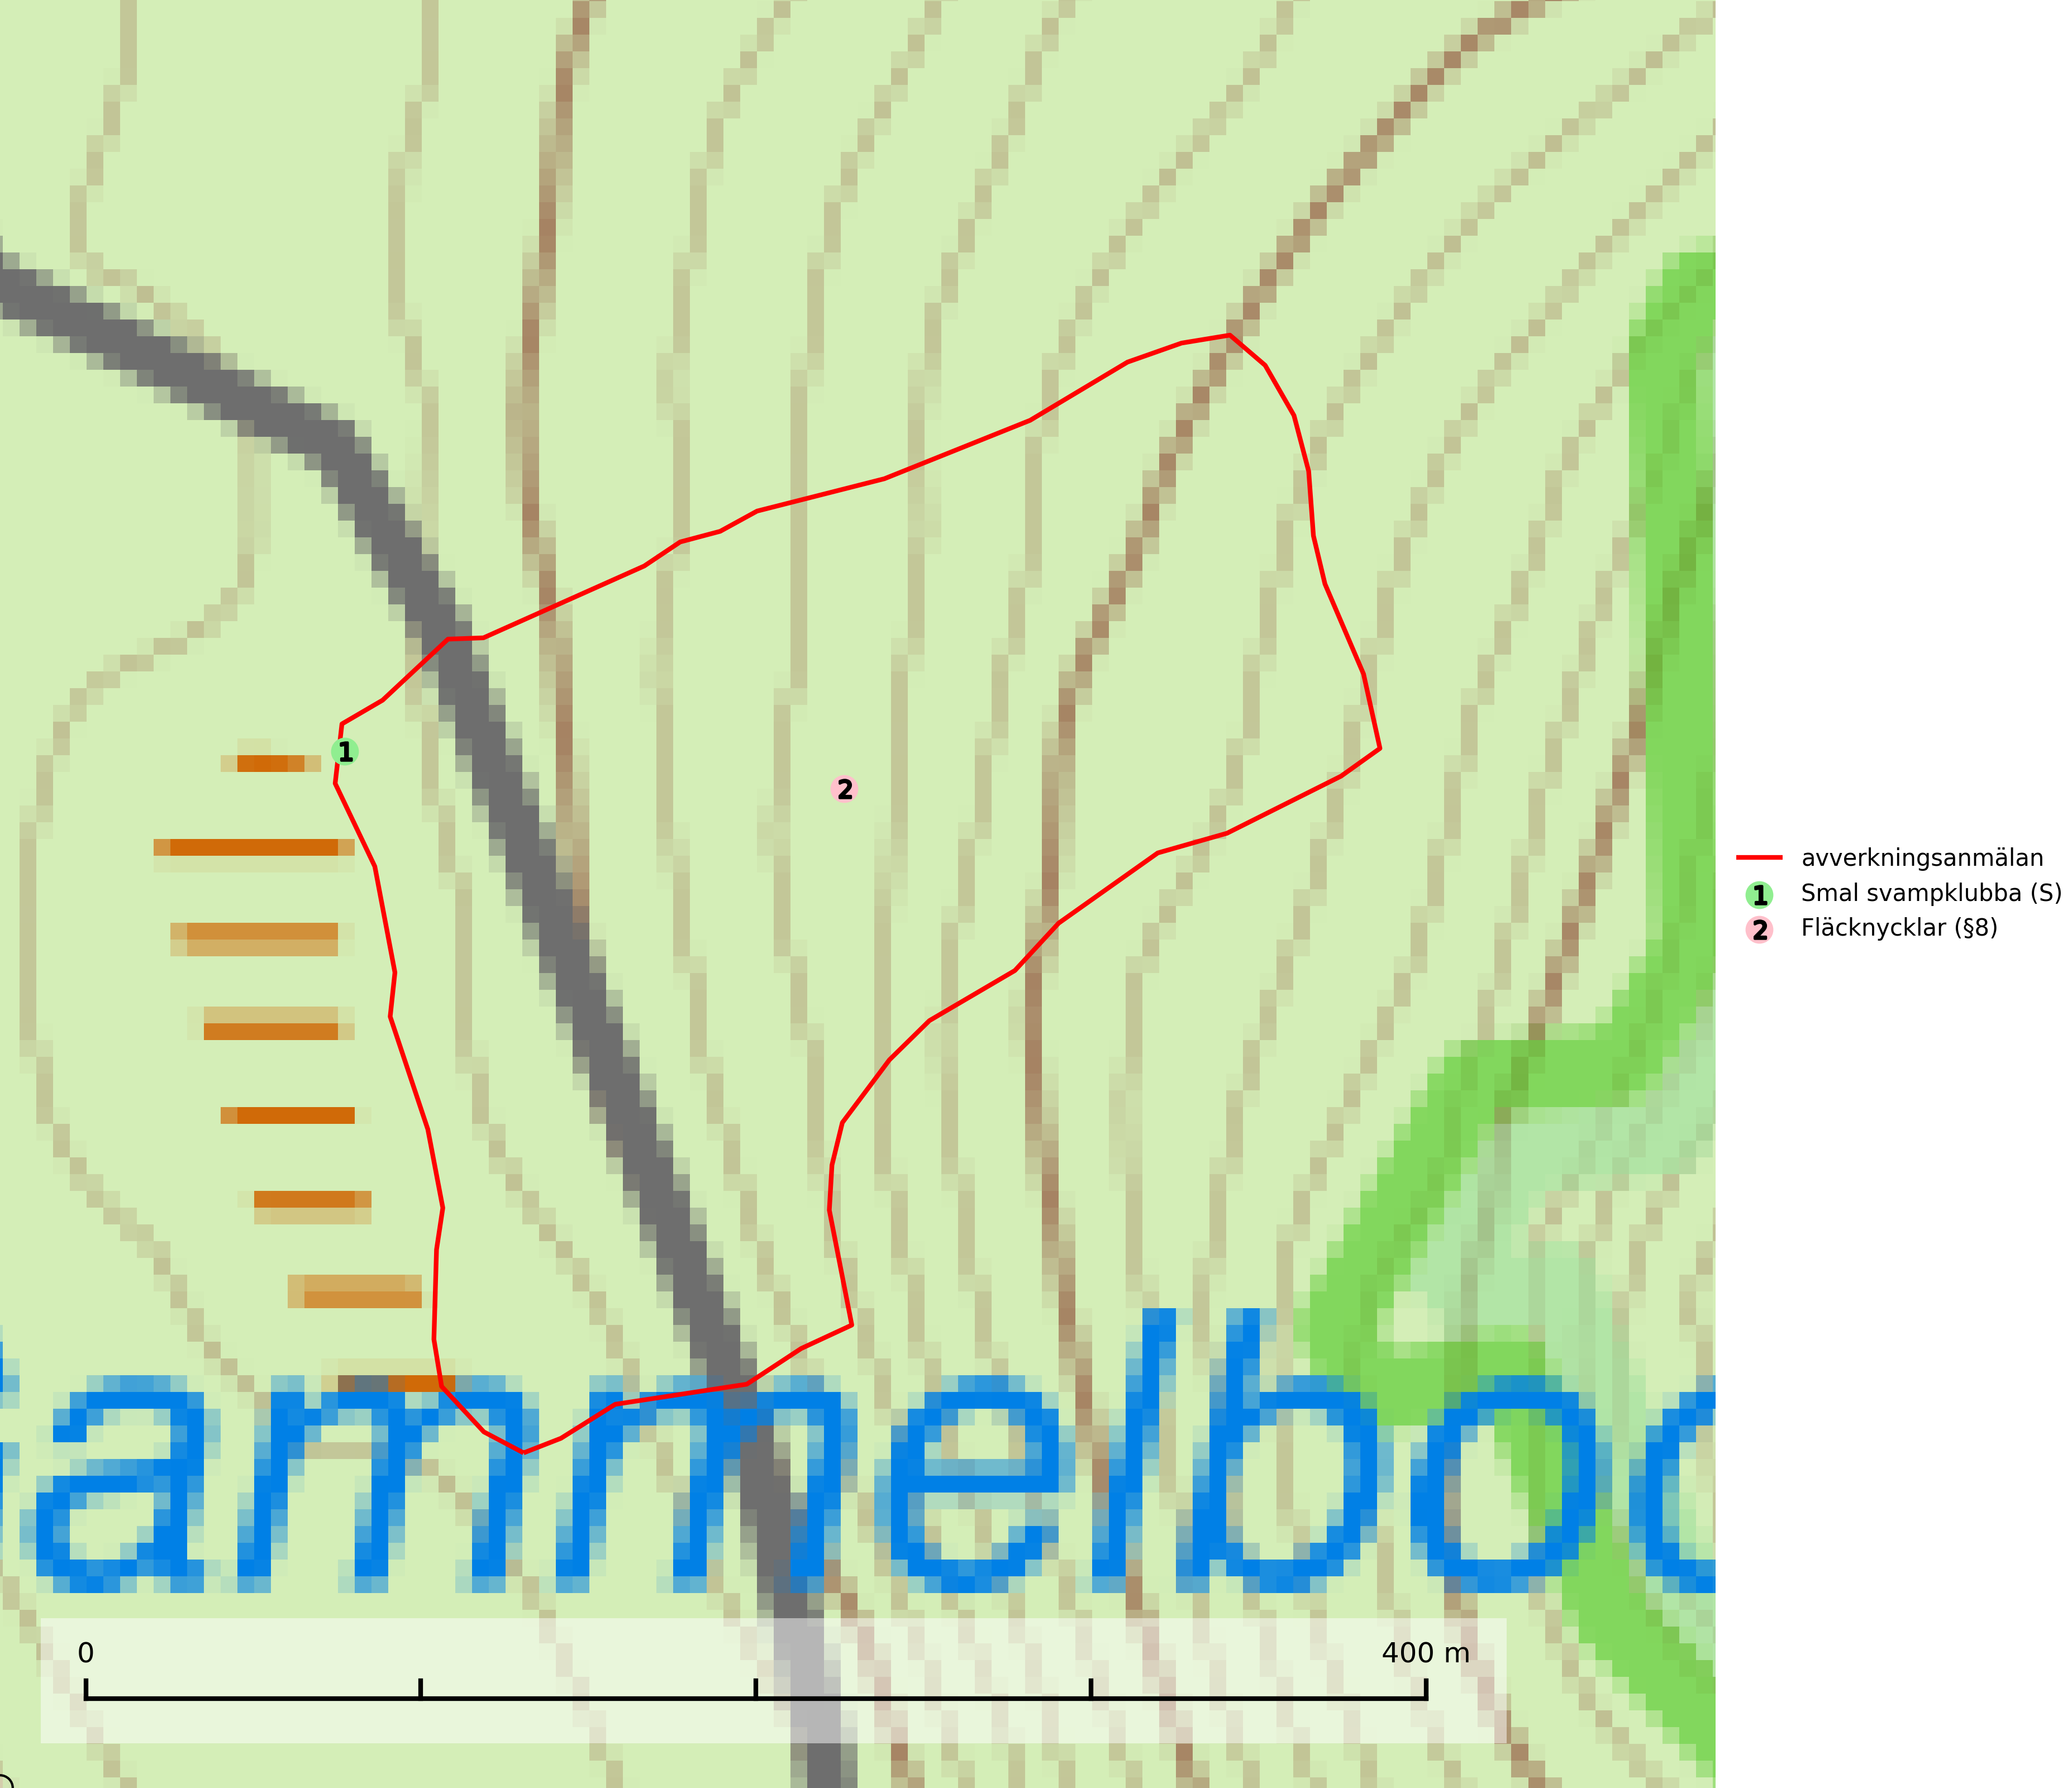 1
2
ammelbo
0 400 m
avverkningsanmälan
1 Smal svampklubba (S)
2 Fläcknycklar (§8)